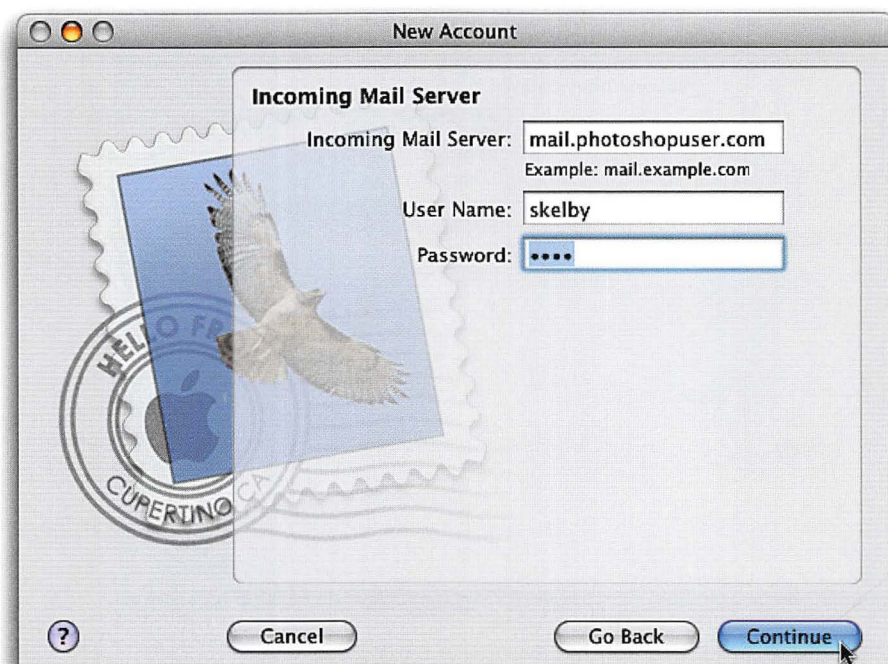 New Account
Incoming Mail Server
Incoming Mail Server: mail.photoshopuser.com
Example: mail.example.com
User Name: skelby
Password: ••••
HELLO FR
CUPERTINO CA
? Cancel Go Back Continue